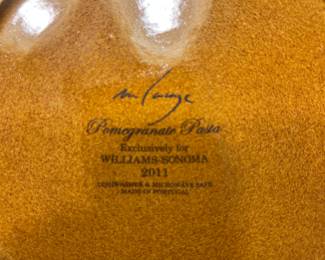 Pomegranate Pasta
Exclusively for
WILLIAMS-SONOMA
2011
DISHWASHER & MICROWAVE SAFE
MADE IN PORTUGAL